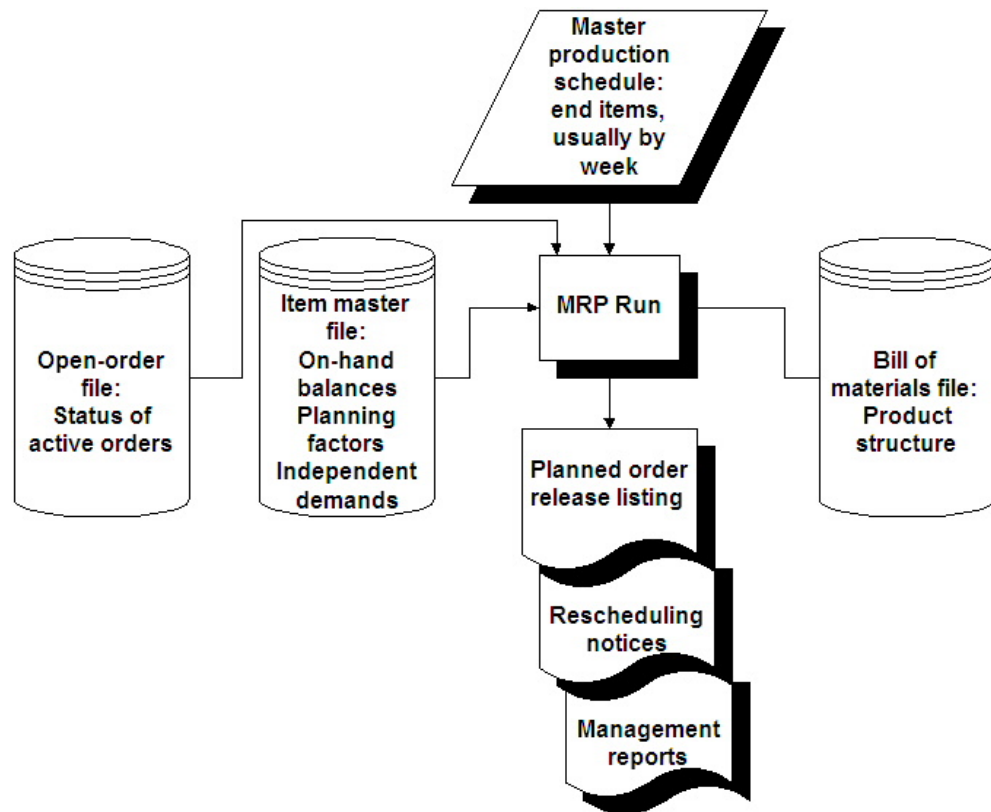 Master
production
schedule:
end items,
usually by
week
Open-order
file:
Status of
active orders
Item master
file:
On-hand
balances
Planning
factors
Independent
demands
MRP Run
Bill of
materials file:
Product
structure
Planned order
release listing
Rescheduling
notices
Management
reports